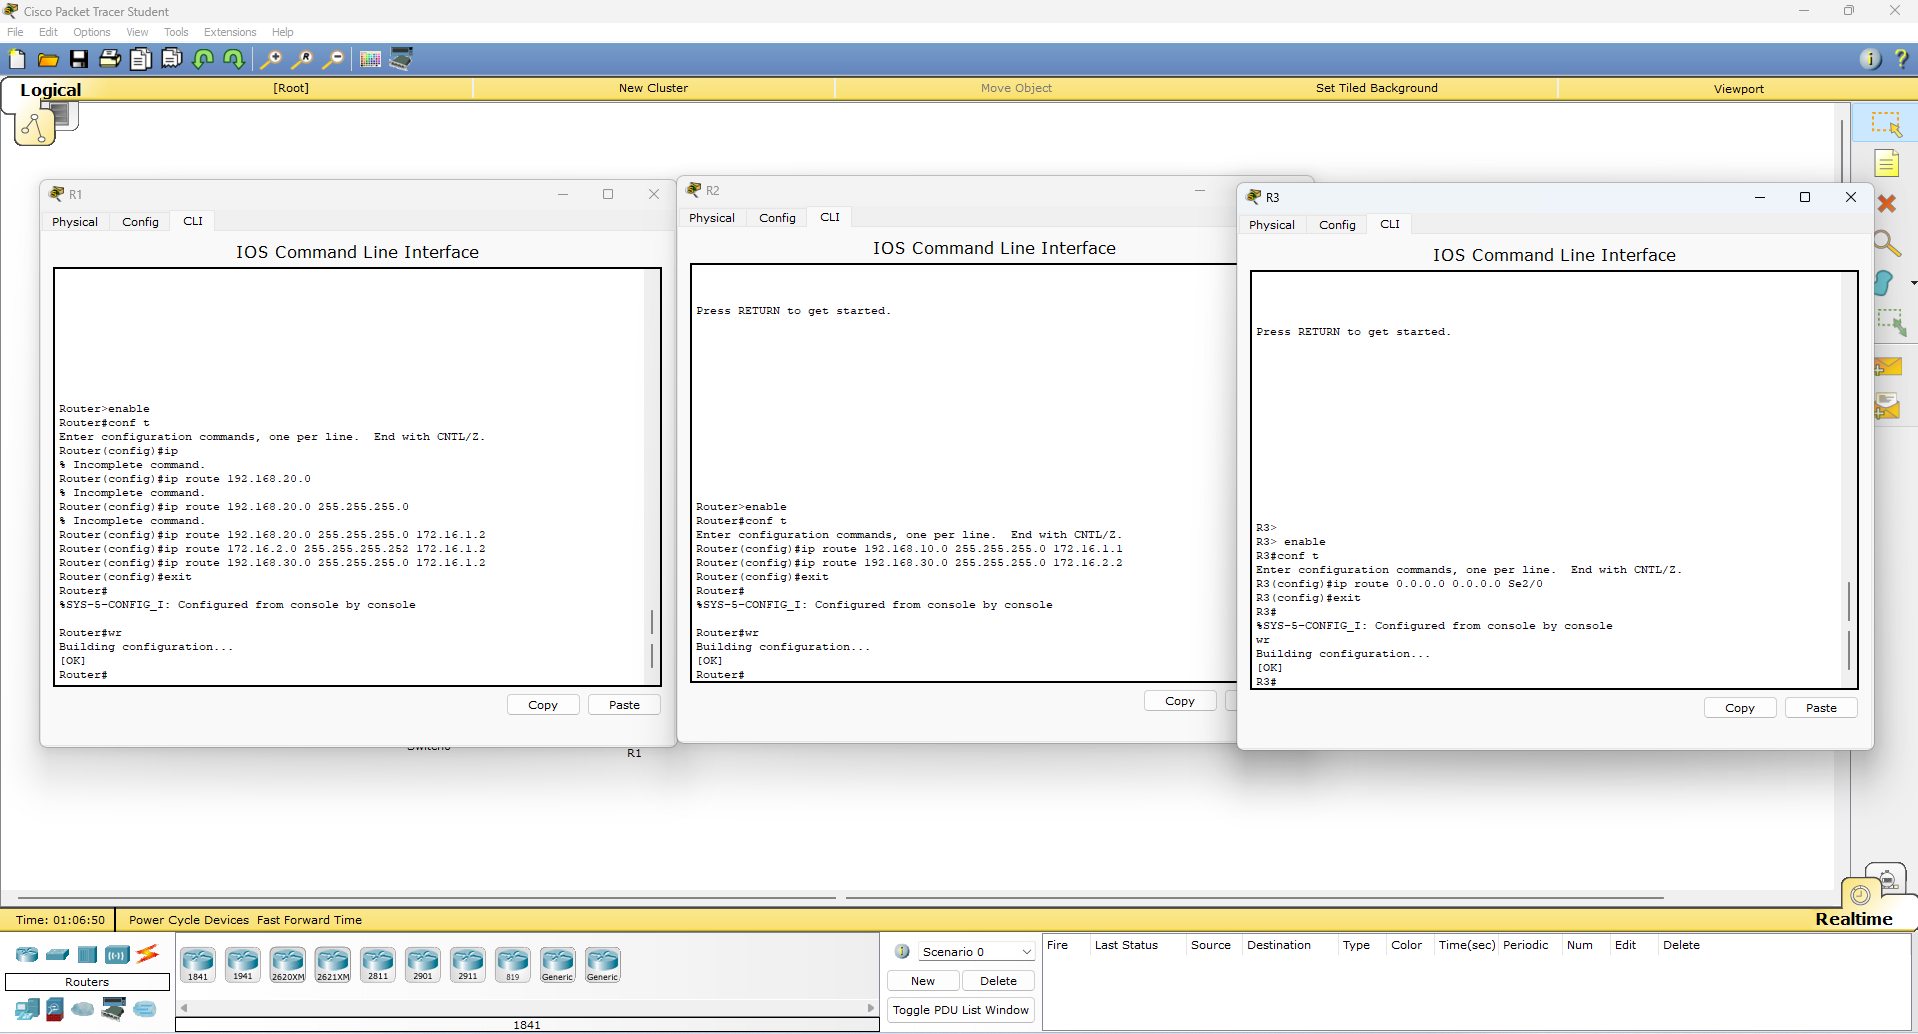 Cisco Packet Tracer Student
File Edit Options View Tools Extensions Help
Logical [Root] New Cluster Move Object Set Tiled Background Viewport
R1
Physical Config CLI
IOS Command Line Interface
Router>enable
Router#conf t
Enter configuration commands, one per line.  End with CNTL/Z.
Router(config)#ip
% Incomplete command.
Router(config)#ip route 192.168.20.0
% Incomplete command.
Router(config)#ip route 192.168.20.0 255.255.255.0
% Incomplete command.
Router(config)#ip route 192.168.20.0 255.255.255.0 172.16.1.2
Router(config)#ip route 172.16.2.0 255.255.255.252 172.16.1.2
Router(config)#ip route 192.168.30.0 255.255.255.0 172.16.1.2
Router(config)#exit
Router#
%SYS-5-CONFIG_I: Configured from console by console
Router#wr
Building configuration...
[OK]
Router#
Copy Paste
R2
Physical Config CLI
IOS Command Line Interface
Press RETURN to get started.
Router>enable
Router#conf t
Enter configuration commands, one per line.  End with CNTL/Z.
Router(config)#ip route 192.168.10.0 255.255.255.0 172.16.1.1
Router(config)#ip route 192.168.30.0 255.255.255.0 172.16.2.2
Router(config)#exit
Router#
%SYS-5-CONFIG_I: Configured from console by console
Router#wr
Building configuration...
[OK]
Router#
Copy
R3
Physical Config CLI
IOS Command Line Interface
Press RETURN to get started.
R3>
R3> enable
R3#conf t
Enter configuration commands, one per line.  End with CNTL/Z.
R3(config)#ip route 0.0.0.0 0.0.0.0 Se2/0
R3(config)#exit
R3#
%SYS-5-CONFIG_I: Configured from console by console
wr
Building configuration...
[OK]
R3#
Copy Paste
R1
Time: 01:06:50 Power Cycle Devices Fast Forward Time
Realtime
Routers
1841 1941 2620XM 2621XM 2811 2901 2911 819 Generic Generic
1841
Scenario 0
New Delete
Toggle PDU List Window
Fire Last Status Source Destination Type Color Time(sec) Periodic Num Edit Delete